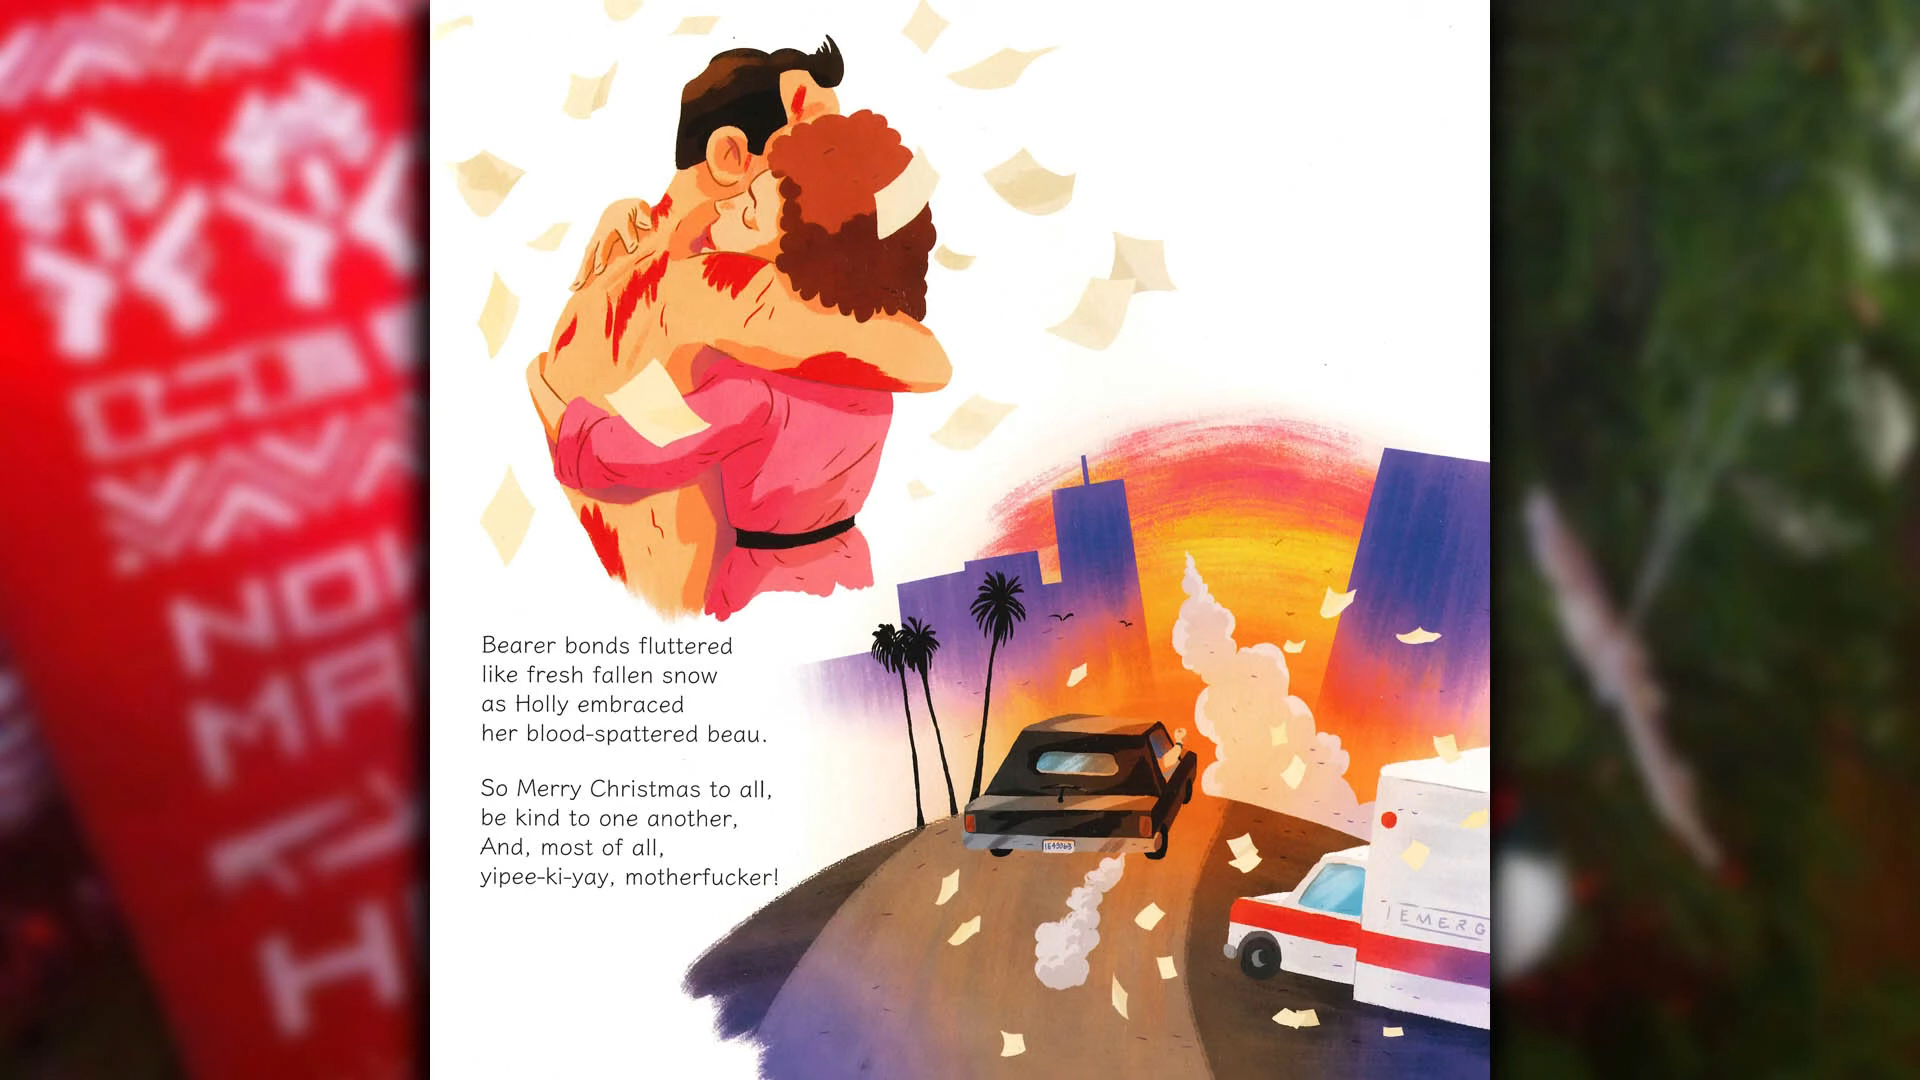 Bearer bonds fluttered
like fresh fallen snow
as Holly embraced
her blood-spattered beau.
So Merry Christmas to all,
be kind to one another,
And, most of all,
yipee-ki-yay, motherfucker!
EMERG